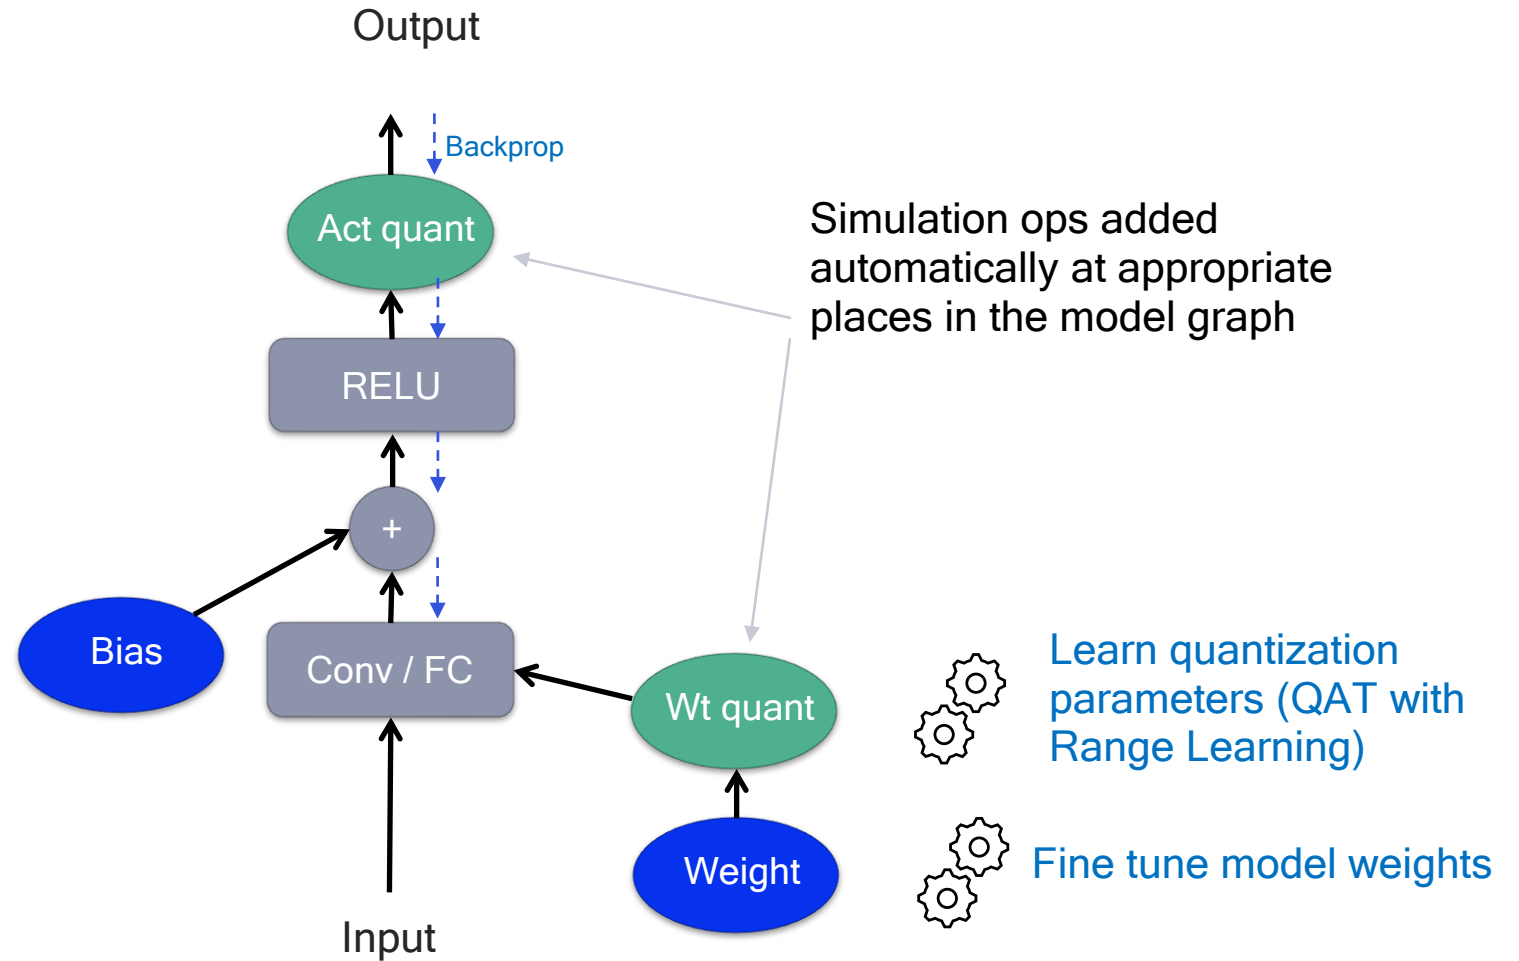 Output
Backprop
Act quant
Simulation ops added
automatically at appropriate
places in the model graph
RELU
+
Bias
Conv / FC
Wt quant
Learn quantization
parameters (QAT with
Range Learning)
Weight
Fine tune model weights
Input